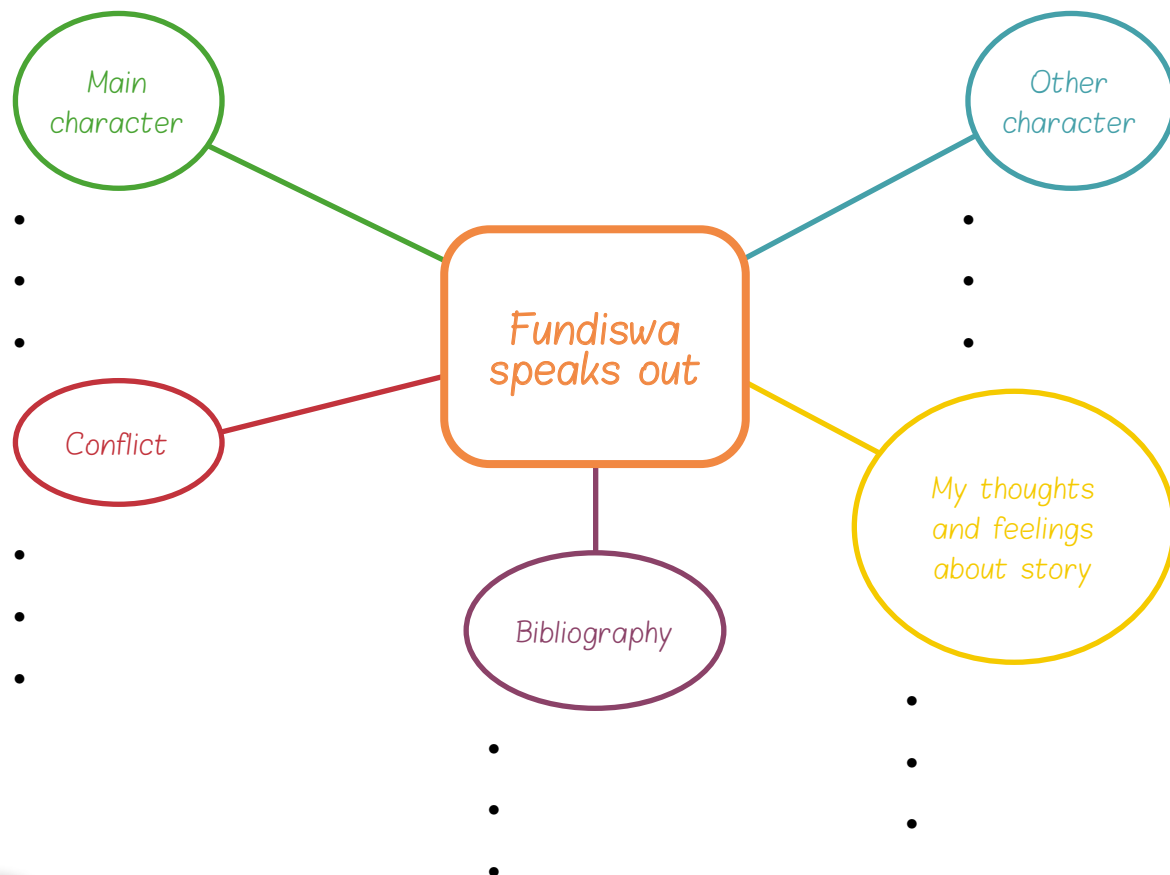 Main
character
Other
character
Fundiswa
speaks out
Conflict
My thoughts
and feelings
about story
Bibliography